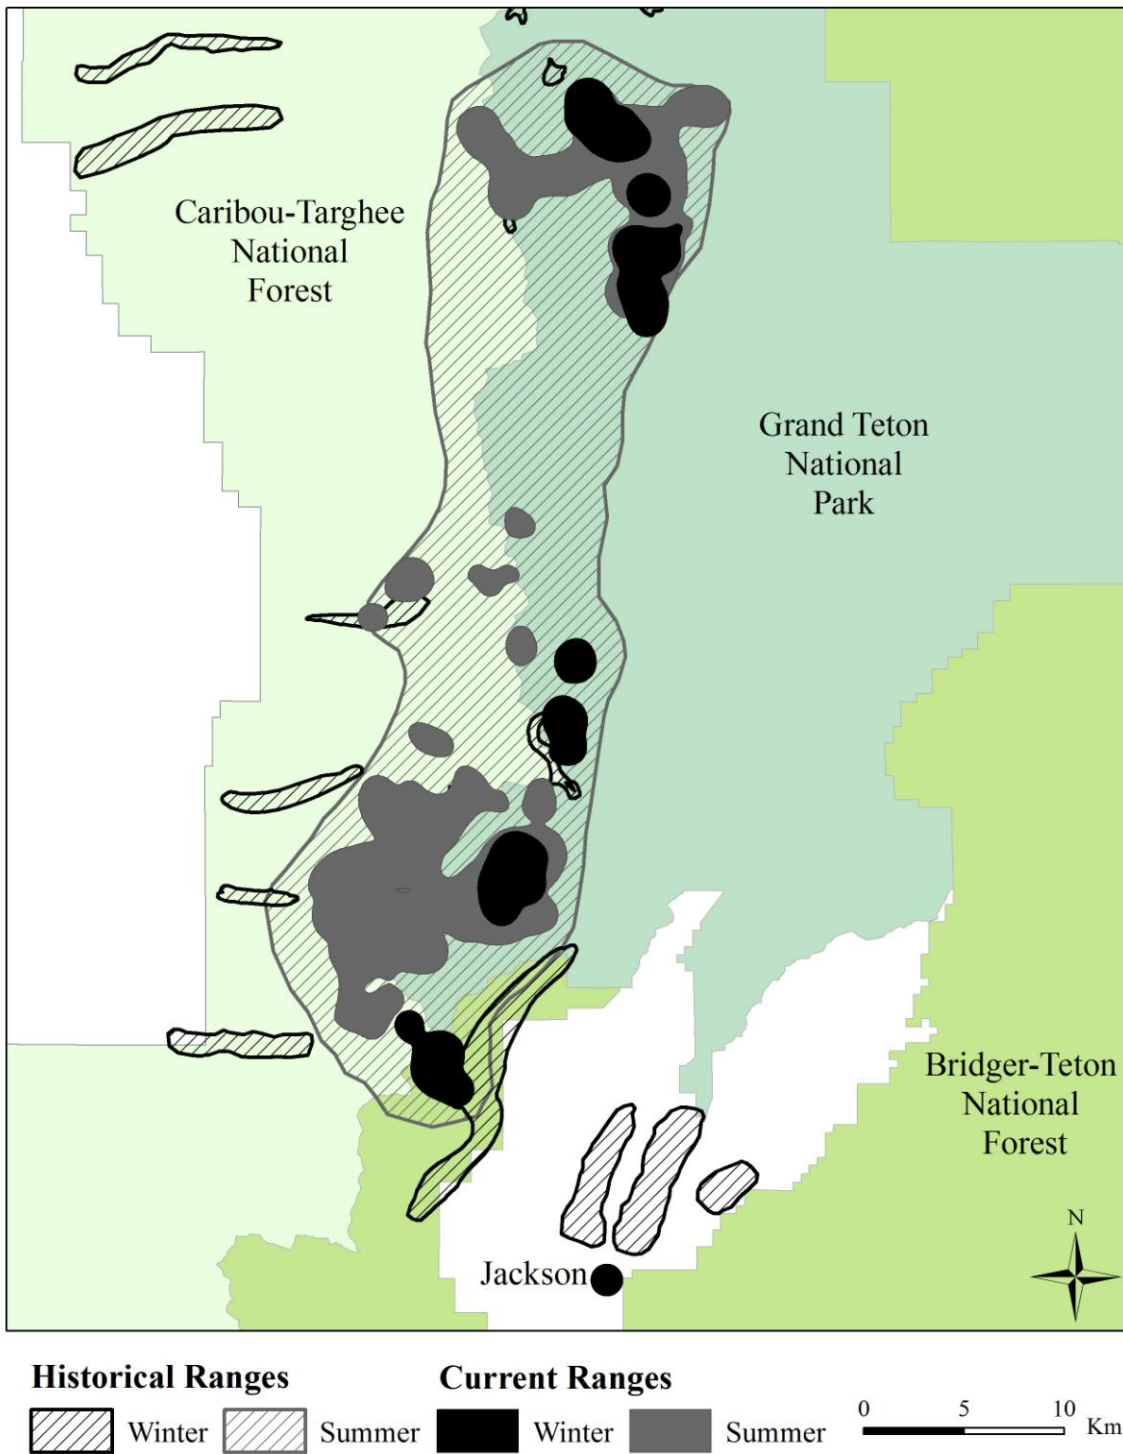 Caribou-Targhee
National
Forest
Grand Teton
National
Park
Bridger-Teton
National
Forest
N
Jackson
Historical Ranges
Current Ranges
Winter
Summer
Winter
Summer
0
5
10
Km